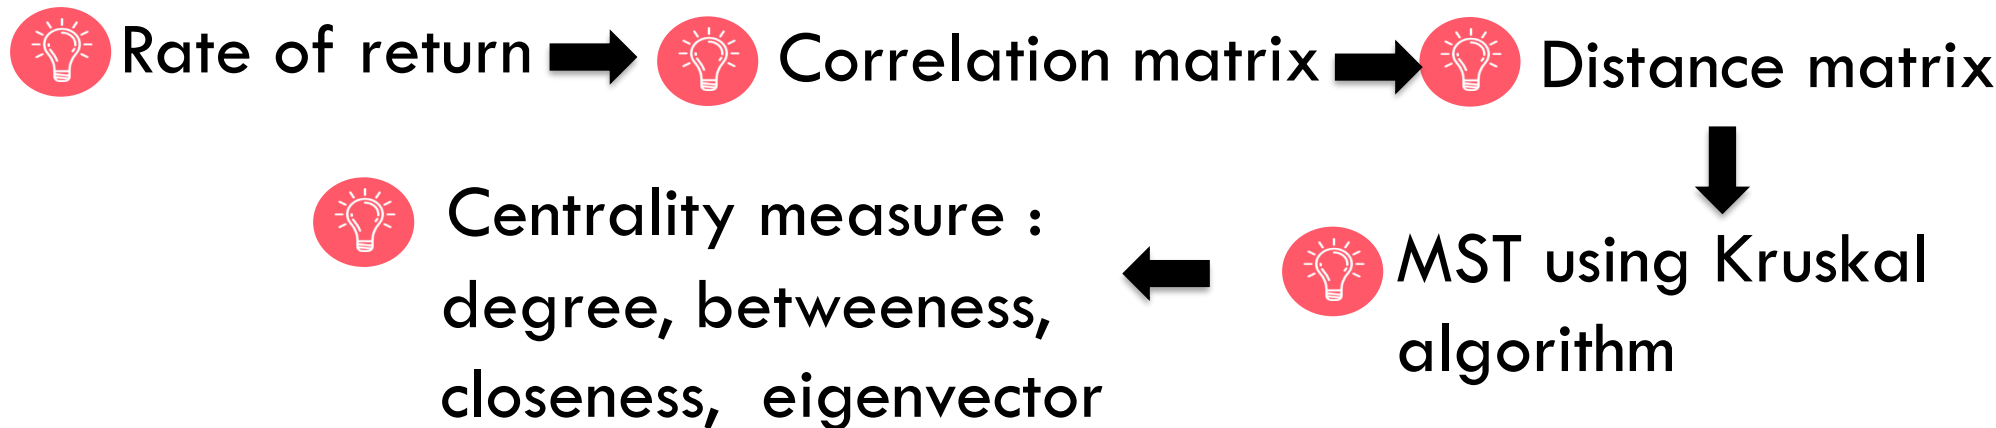 Rate of return
Correlation matrix
Distance matrix
MST using Kruskal
algorithm
Centrality measure :
degree, betweeness,
closeness, eigenvector